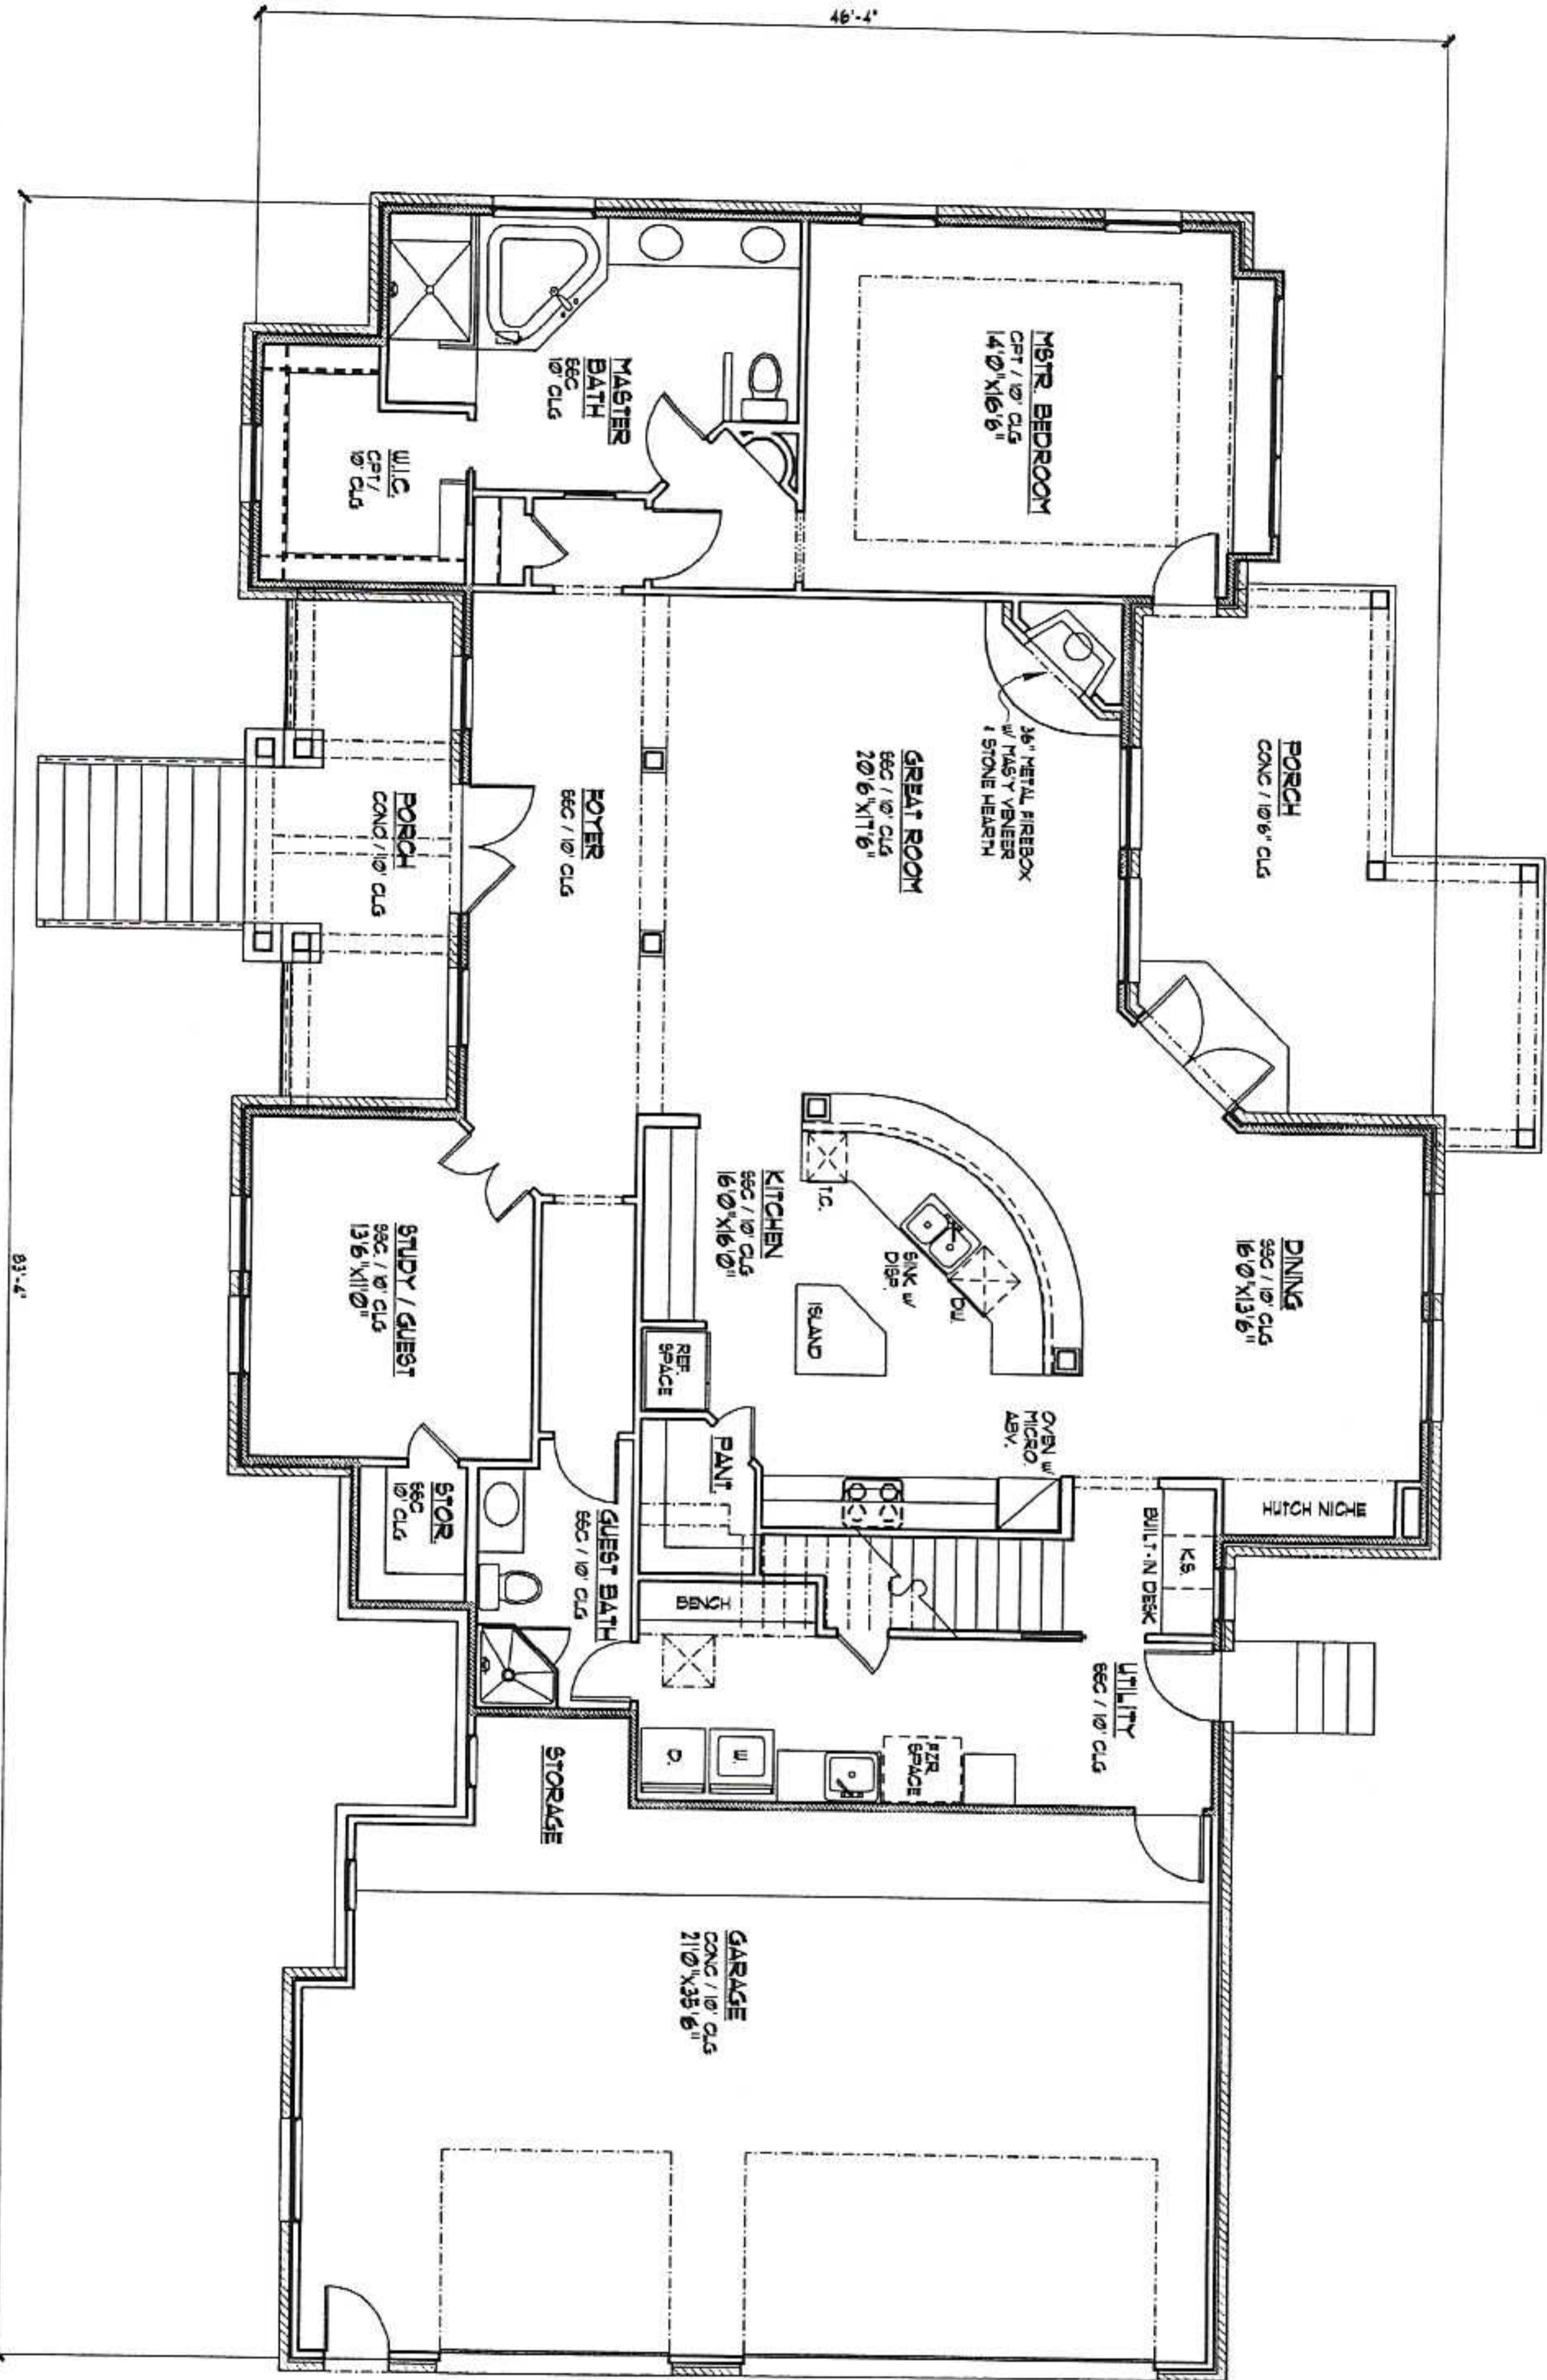 46'-4"
83'-4"
PORCH
CONC / 10'6" CLG
DINING
SSC / 10' CLG
16'0"X13'6"
HUTCH NICHE
K.S.
BUILT-IN DESK
UTILITY
SSC / 10' CLG
MSTR. BEDROOM
CPT / 10' CLG
14'0"X16'6"
36" METAL FIREBOX
W/ MAS'Y VENEER
& STONE HEARTH
GREAT ROOM
SSC / 10' CLG
20'6"X17'6"
OVEN W/
MICRO.
ABV.
D.W.
SINK W/
DISP.
T.C.
ISLAND
KITCHEN
SSC / 10' CLG
16'0"X16'0"
REF.
SPACE
PANT.
BENCH
FZR.
SPACE
W.
D.
GARAGE
CONC / 10' CLG
21'0"X35'6"
STORAGE
MASTER
BATH
SSC
10' CLG
FOYER
SSC / 10' CLG
GUEST BATH
SSC / 10' CLG
W.I.C.
CPT/
10' CLG
PORCH
CONC / 10' CLG
STUDY / GUEST
SSC / 10' CLG
13'6"X11'0"
STOR.
SSC
10' CLG